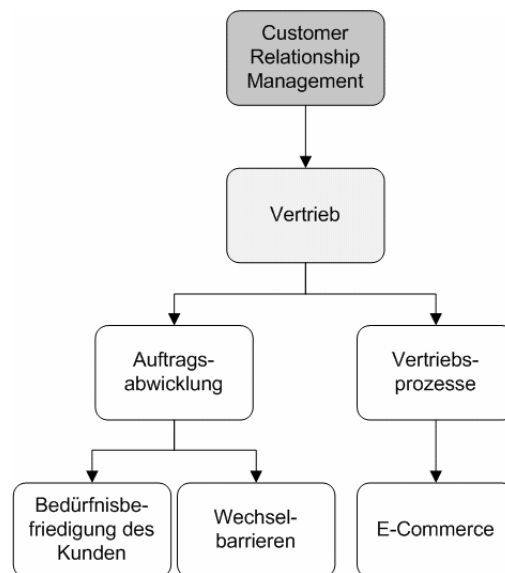 Customer
Relationship
Management
Vertrieb
Auftrags-
abwicklung
Vertriebs-
prozesse
Bedürfnisbe-
friedigung des
Kunden
Wechsel-
barrieren
E-Commerce